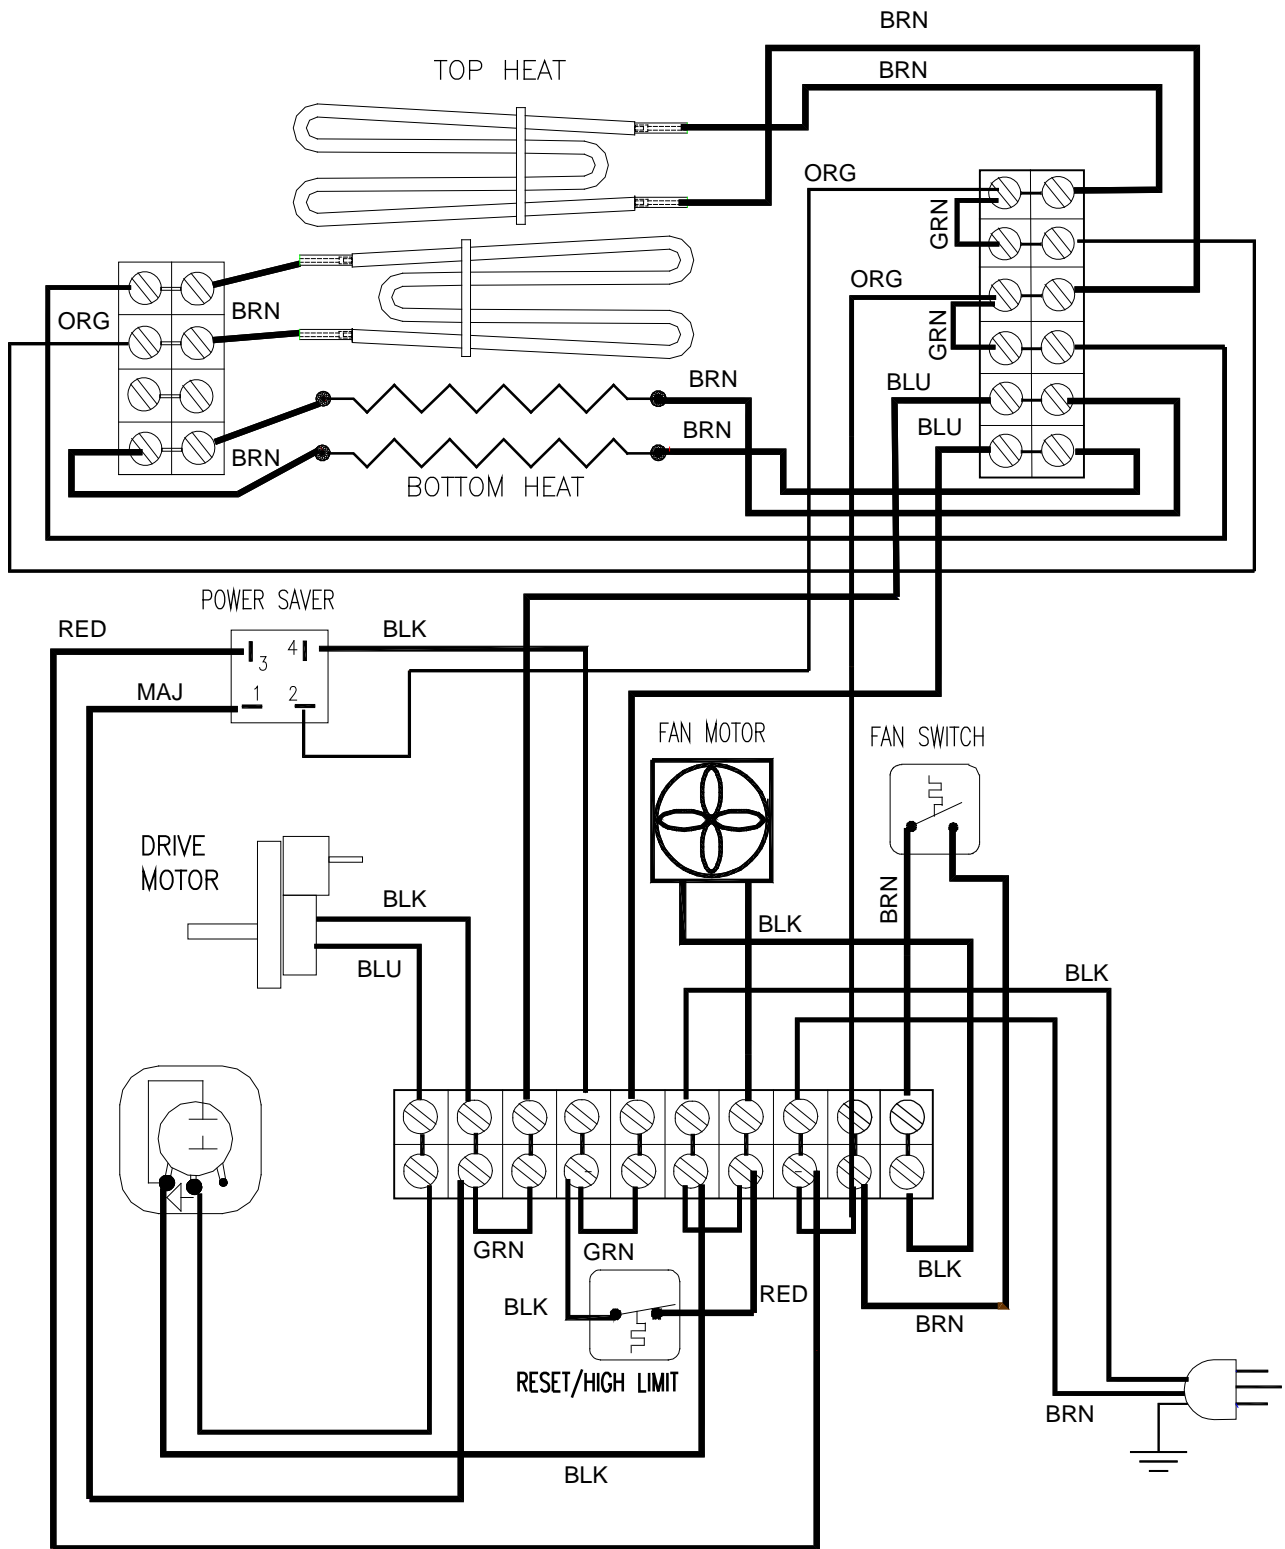 BRN
TOP HEAT
BRN
ORG
GRN
ORG
BRN
ORG
GRN
BRN
BLU
BRN
BLU
BRN
BOTTOM HEAT
POWER SAVER
RED
BLK
3
4
MAJ
1
2
FAN MOTOR
FAN SWITCH
DRIVE
MOTOR
BLK
BRN
BLK
BLU
BLK
GRN
GRN
BLK
RED
BLK
BRN
RESET/HIGH LIMIT
BRN
BLK